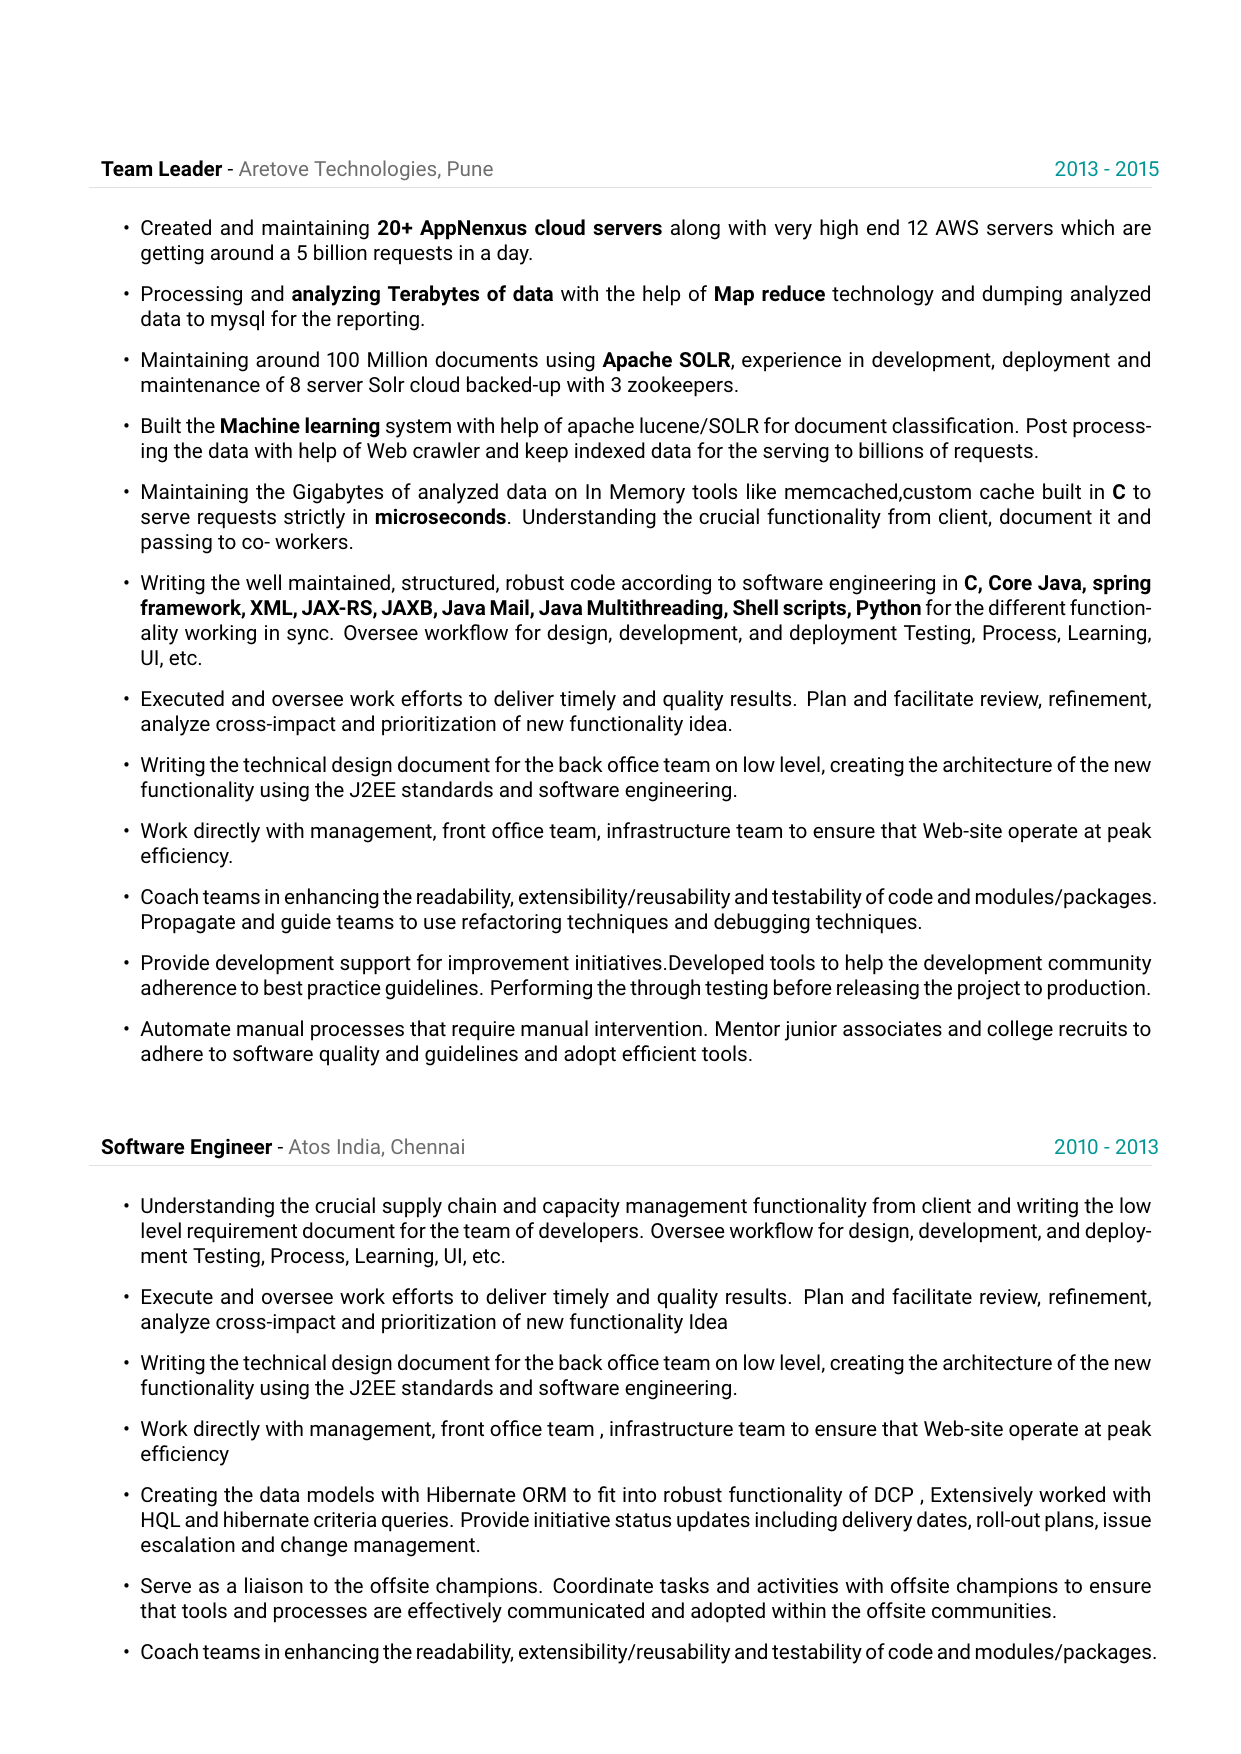 Team Leader - Aretove Technologies, Pune 2013 - 2015
• Created and maintaining 20+ AppNenxus cloud servers along with very high end 12 AWS servers which are
getting around a 5 billion requests in a day.
• Processing and analyzing Terabytes of data with the help of Map reduce technology and dumping analyzed
data to mysql for the reporting.
• Maintaining around 100 Million documents using Apache SOLR, experience in development, deployment and
maintenance of 8 server Solr cloud backed-up with 3 zookeepers.
• Built the Machine learning system with help of apache lucene/SOLR for document classification. Post process-
ing the data with help of Web crawler and keep indexed data for the serving to billions of requests.
• Maintaining the Gigabytes of analyzed data on In Memory tools like memcached,custom cache built in C to
serve requests strictly in microseconds. Understanding the crucial functionality from client, document it and
passing to co- workers.
• Writing the well maintained, structured, robust code according to software engineering in C, Core Java, spring
framework, XML, JAX-RS, JAXB, Java Mail, Java Multithreading, Shell scripts, Python for the different function-
ality working in sync. Oversee workflow for design, development, and deployment Testing, Process, Learning,
UI, etc.
• Executed and oversee work efforts to deliver timely and quality results. Plan and facilitate review, refinement,
analyze cross-impact and prioritization of new functionality idea.
• Writing the technical design document for the back office team on low level, creating the architecture of the new
functionality using the J2EE standards and software engineering.
• Work directly with management, front office team, infrastructure team to ensure that Web-site operate at peak
efficiency.
• Coach teams in enhancing the readability, extensibility/reusability and testability of code and modules/packages.
Propagate and guide teams to use refactoring techniques and debugging techniques.
• Provide development support for improvement initiatives.Developed tools to help the development community
adherence to best practice guidelines. Performing the through testing before releasing the project to production.
• Automate manual processes that require manual intervention. Mentor junior associates and college recruits to
adhere to software quality and guidelines and adopt efficient tools.
Software Engineer - Atos India, Chennai 2010 - 2013
• Understanding the crucial supply chain and capacity management functionality from client and writing the low
level requirement document for the team of developers. Oversee workflow for design, development, and deploy-
ment Testing, Process, Learning, UI, etc.
• Execute and oversee work efforts to deliver timely and quality results. Plan and facilitate review, refinement,
analyze cross-impact and prioritization of new functionality Idea
• Writing the technical design document for the back office team on low level, creating the architecture of the new
functionality using the J2EE standards and software engineering.
• Work directly with management, front office team , infrastructure team to ensure that Web-site operate at peak
efficiency
• Creating the data models with Hibernate ORM to fit into robust functionality of DCP , Extensively worked with
HQL and hibernate criteria queries. Provide initiative status updates including delivery dates, roll-out plans, issue
escalation and change management.
• Serve as a liaison to the offsite champions. Coordinate tasks and activities with offsite champions to ensure
that tools and processes are effectively communicated and adopted within the offsite communities.
• Coach teams in enhancing the readability, extensibility/reusability and testability of code and modules/packages.